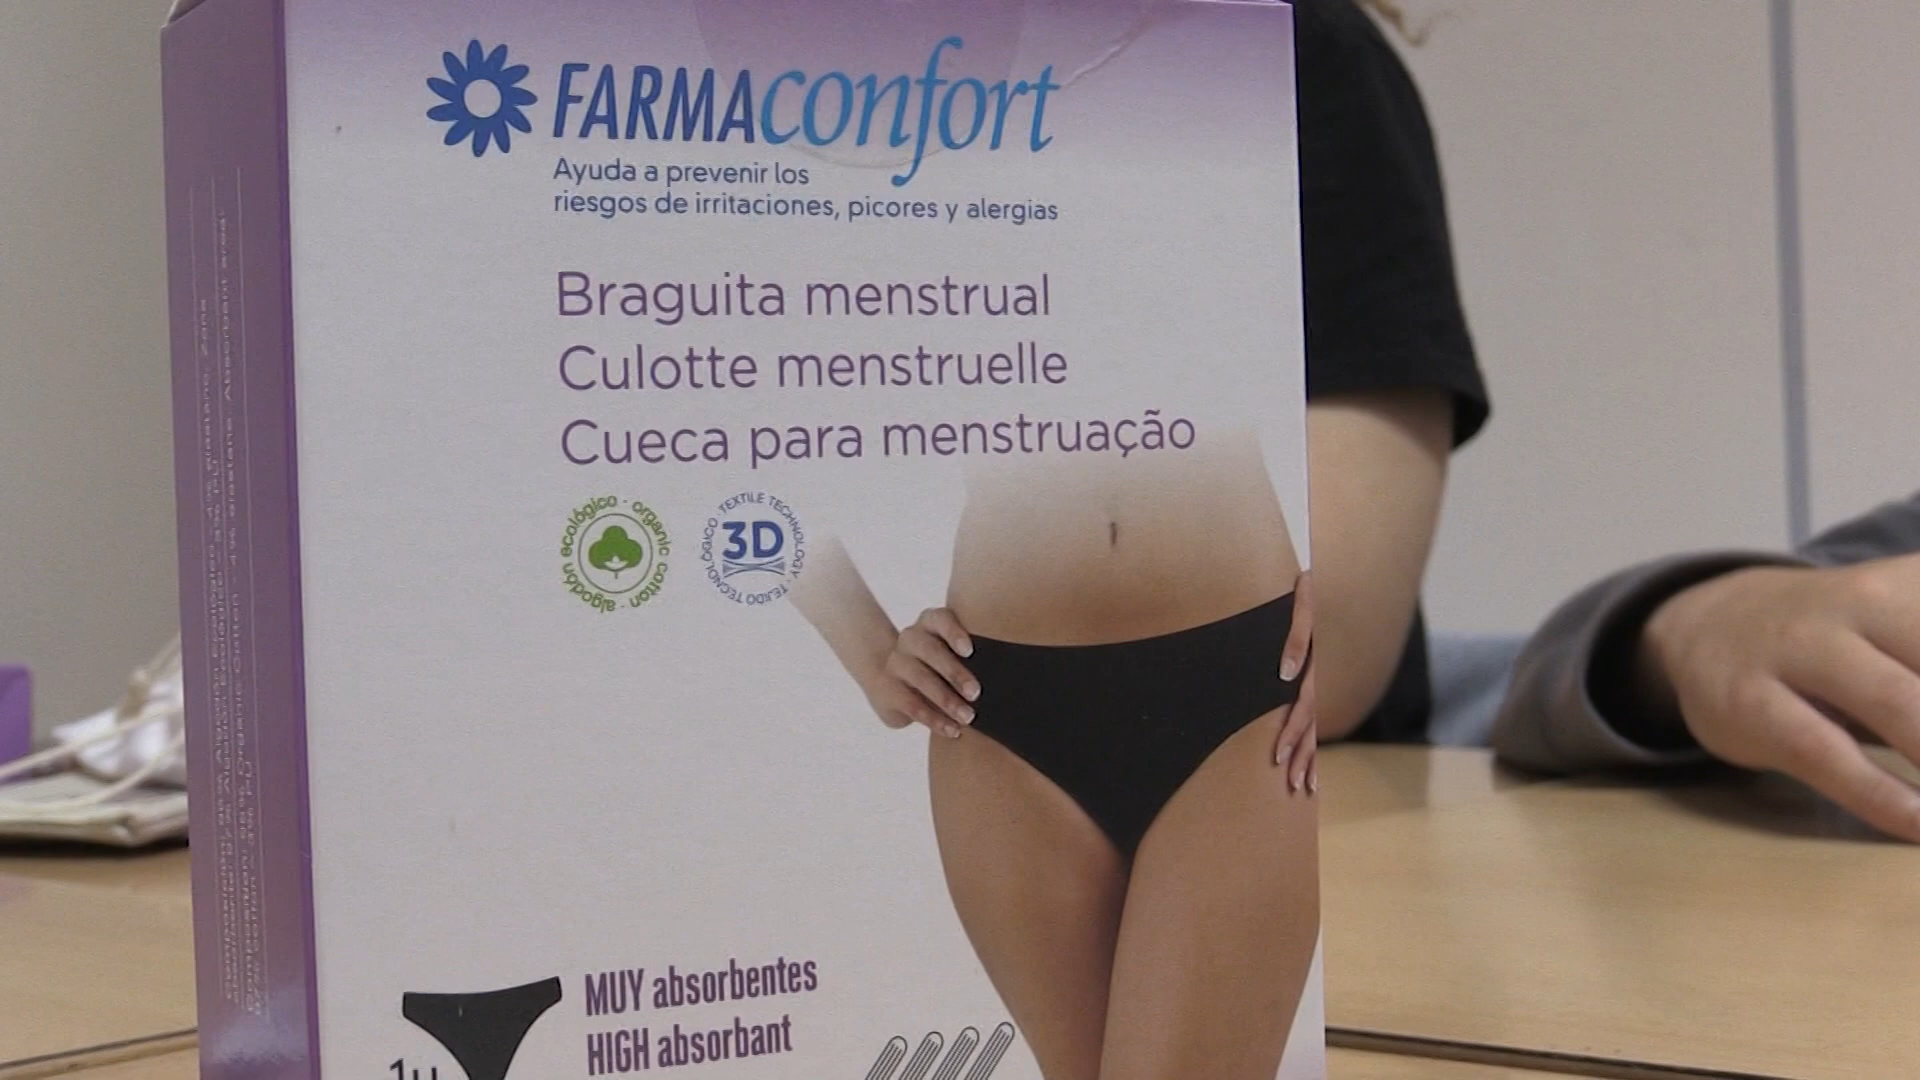 FARMAconfort
Ayuda a prevenir los
riesgos de irritaciones, picores y alergias
Braguita menstrual
Culotte menstruelle
Cueca para menstruação
algodón ecológico · organic cotton ·
TEXTILE TECHNOLOGY · TEJIDO TECNOLÓGICO ·
3D
MUY absorbentes
HIGH absorbant
1u